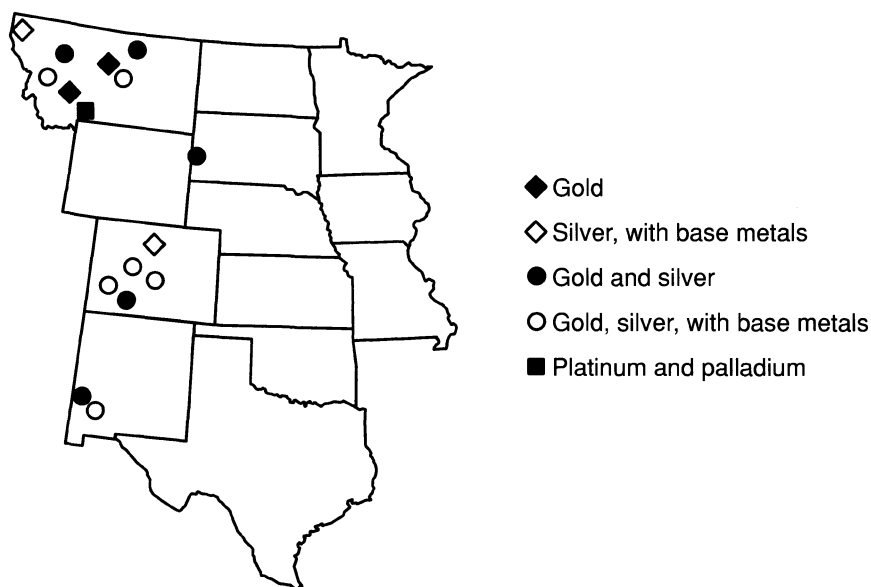 Gold
Silver, with base metals
Gold and silver
Gold, silver, with base metals
Platinum and palladium